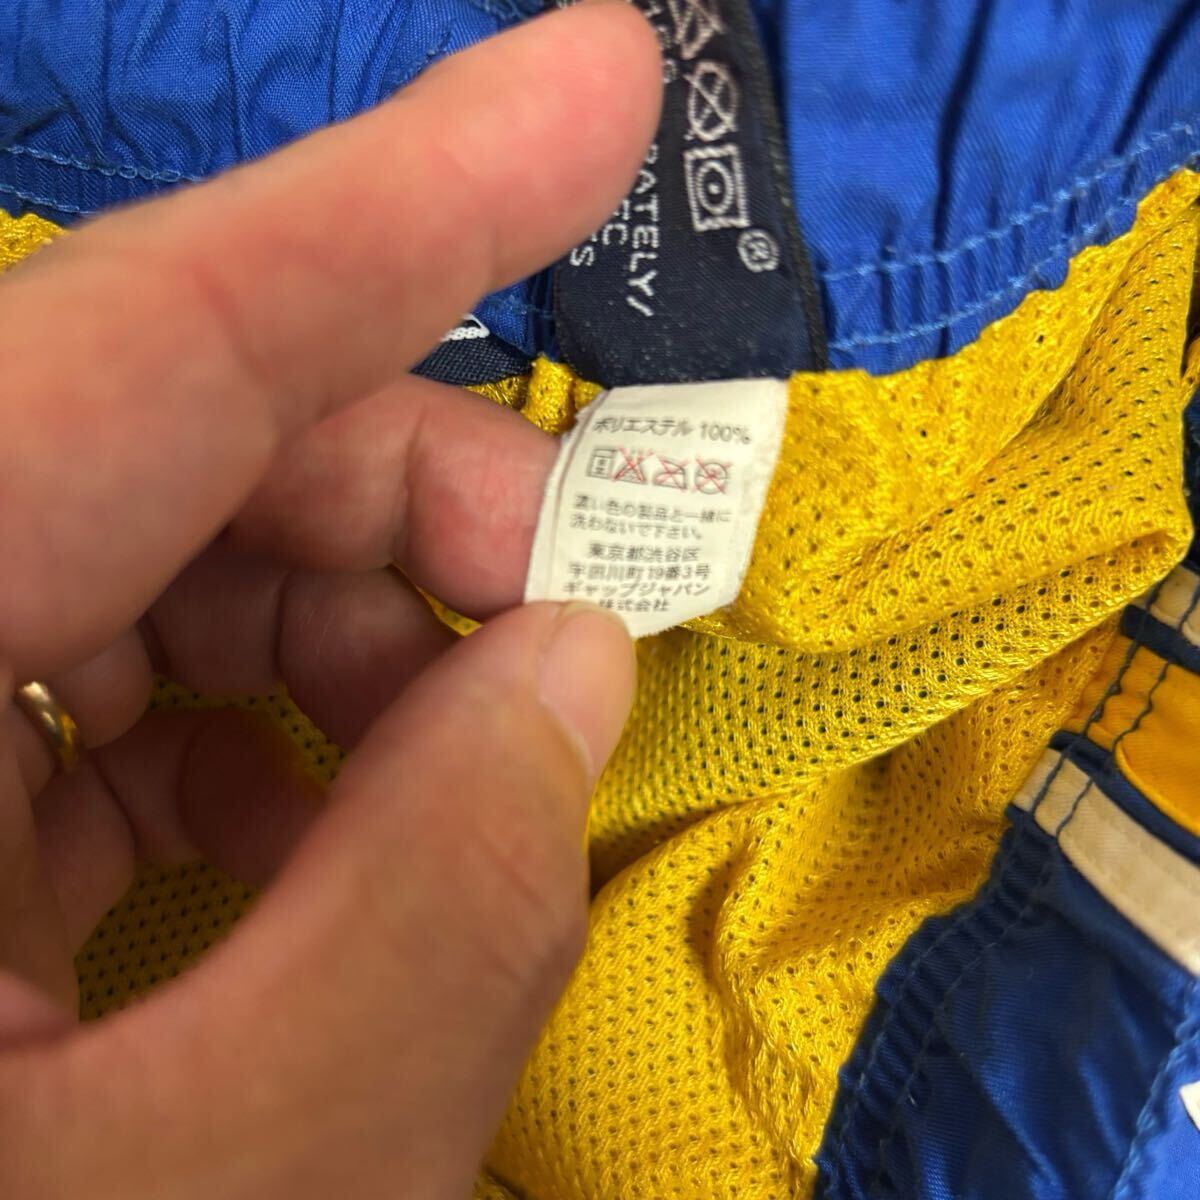 RATELY/
®
ポリエステル 100%
濃い色の製品と一緒に
洗わないで下さい。
東京都渋谷区
宇田川町19番3号
ギャップジャパン
株式会社